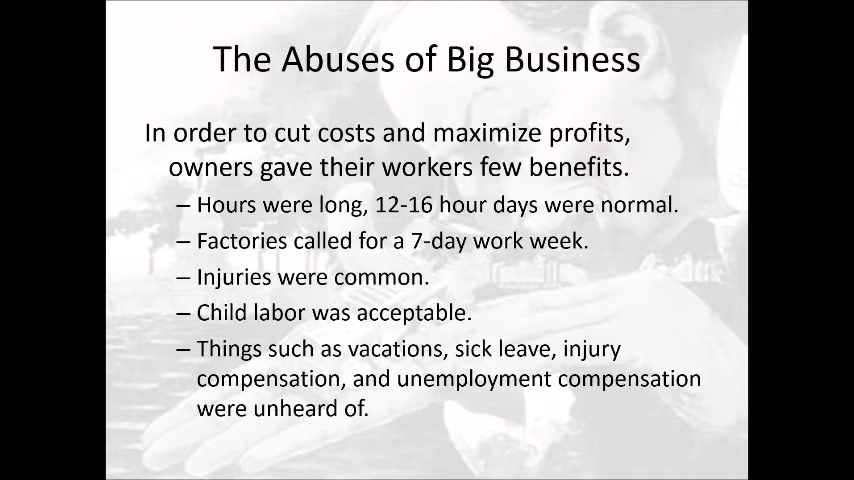 The Abuses of Big Business
In order to cut costs and maximize profits,
owners gave their workers few benefits.
– Hours were long, 12-16 hour days were normal.
– Factories called for a 7-day work week.
– Injuries were common.
– Child labor was acceptable.
– Things such as vacations, sick leave, injury
compensation, and unemployment compensation
were unheard of.